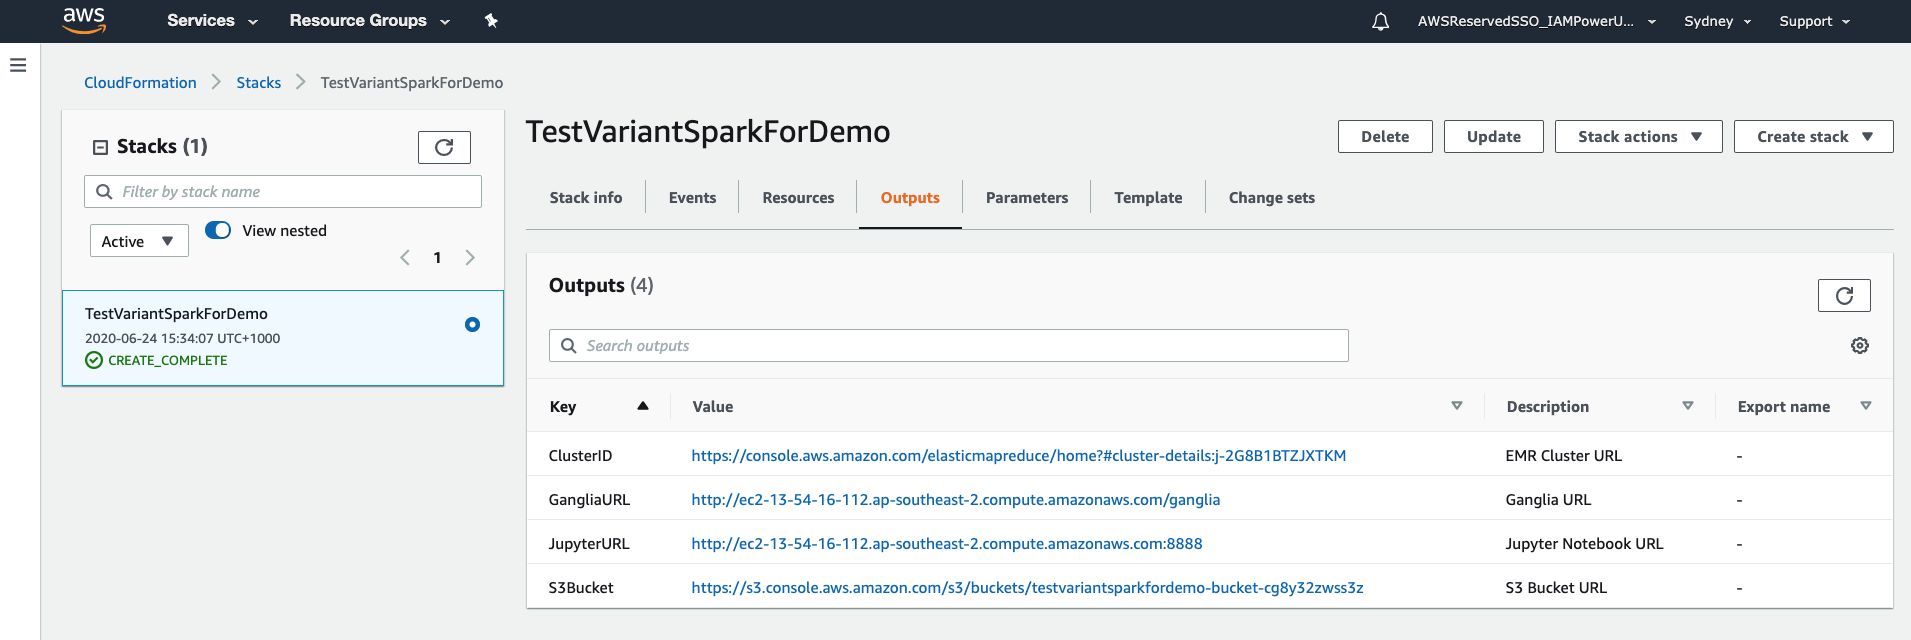 aws Services Resource Groups AWSReservedSSO_IAMPowerU... Sydney Support
CloudFormation Stacks TestVariantSparkForDemo
Stacks (1)
Filter by stack name
Active View nested
1
TestVariantSparkForDemo
2020-06-24 15:34:07 UTC+1000
CREATE_COMPLETE
TestVariantSparkForDemo
Delete Update Stack actions Create stack
Stack info Events Resources Outputs Parameters Template Change sets
Outputs (4)
Search outputs
Key Value Description Export name
ClusterID https://console.aws.amazon.com/elasticmapreduce/home?#cluster-details:j-2G8B1BTZJXTKM EMR Cluster URL -
GangliaURL http://ec2-13-54-16-112.ap-southeast-2.compute.amazonaws.com/ganglia Ganglia URL -
JupyterURL http://ec2-13-54-16-112.ap-southeast-2.compute.amazonaws.com:8888 Jupyter Notebook URL -
S3Bucket https://s3.console.aws.amazon.com/s3/buckets/testvariantsparkfordemo-bucket-cg8y32zwss3z S3 Bucket URL -